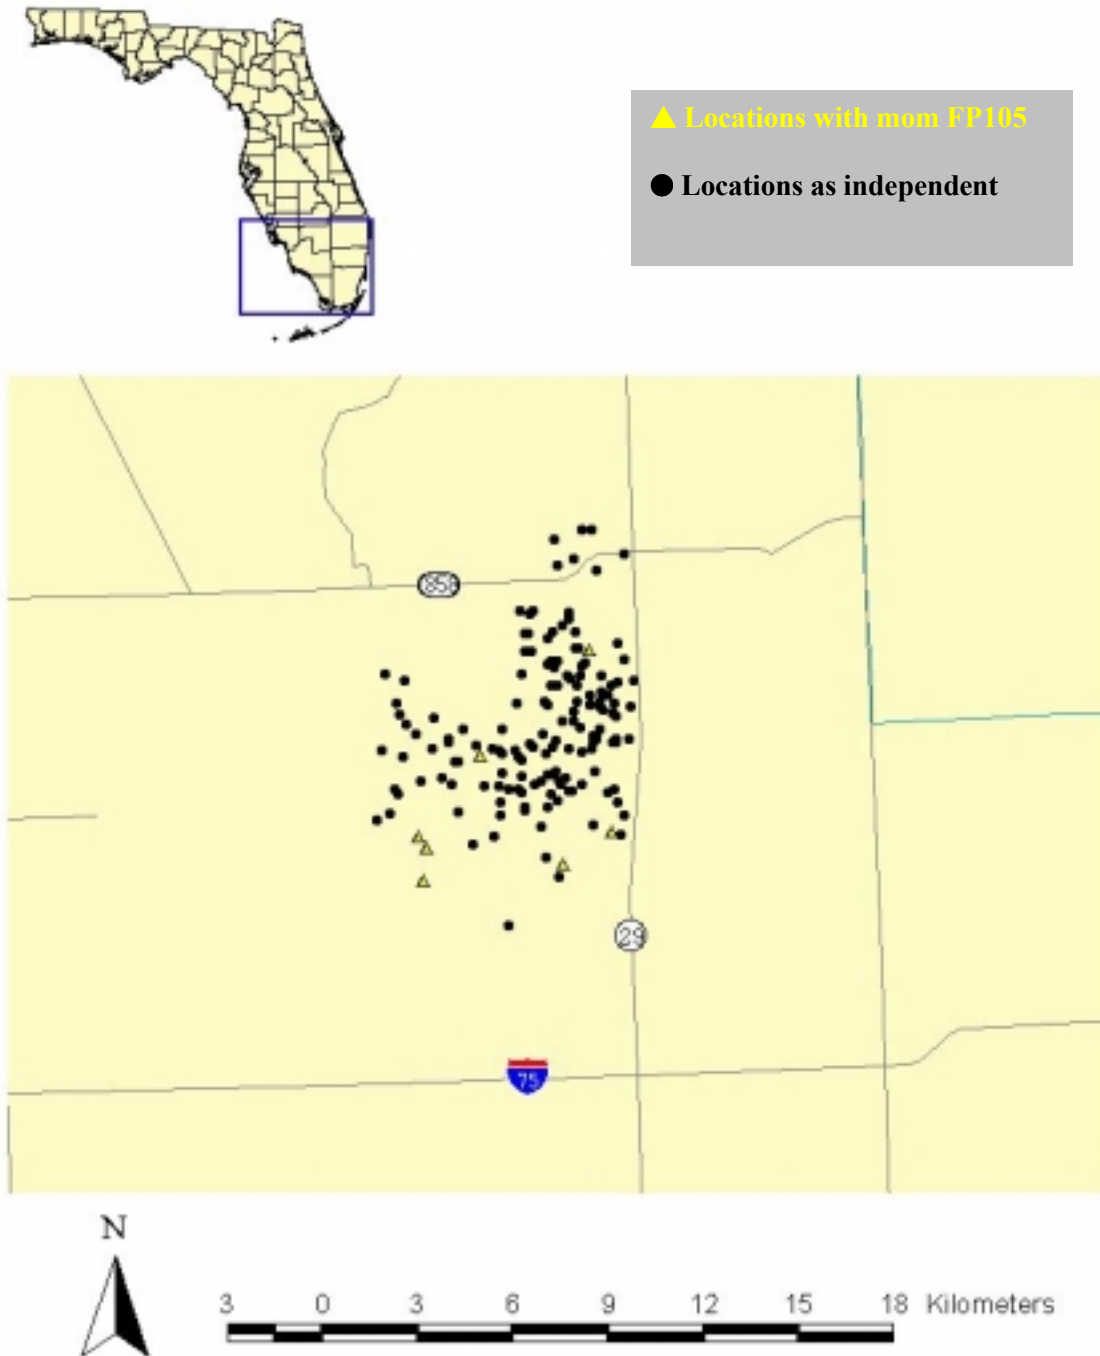 Locations with mom FP105
Locations as independent
858
29
75
N
3 0 3 6 9 12 15 18 Kilometers